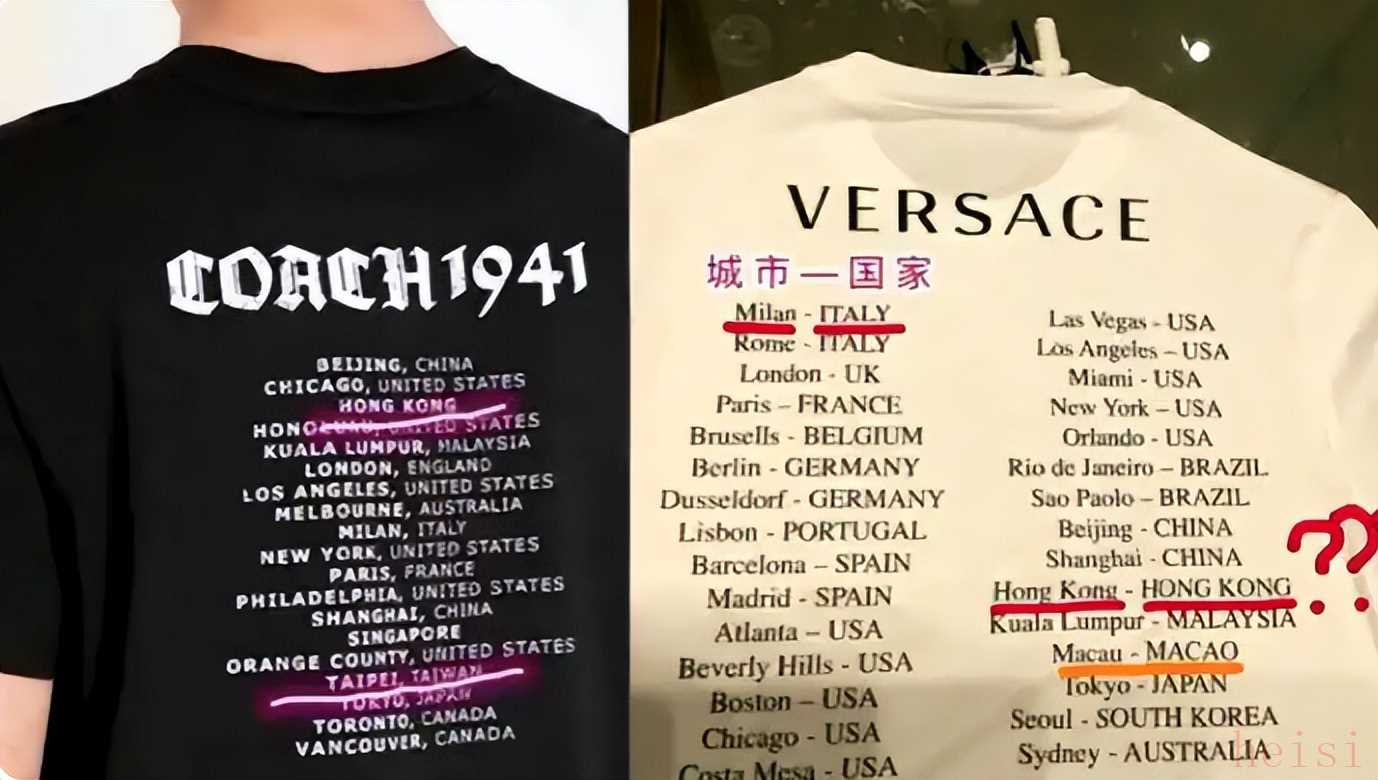 COACH1941
BEIJING, CHINA
CHICAGO, UNITED STATES
HONG KONG
HONOLULU, UNITED STATES
KUALA LUMPUR, MALAYSIA
LONDON, ENGLAND
LOS ANGELES, UNITED STATES
MELBOURNE, AUSTRALIA
MILAN, ITALY
NEW YORK, UNITED STATES
PARIS, FRANCE
PHILADELPHIA, UNITED STATES
SHANGHAI, CHINA
SINGAPORE
ORANGE COUNTY, UNITED STATES
TAIPEI, TAIWAN
TOKYO, JAPAN
TORONTO, CANADA
VANCOUVER, CANADA
VERSACE
城市—国家
Milan - ITALY
Rome - ITALY
London - UK
Paris – FRANCE
Brusells - BELGIUM
Berlin - GERMANY
Dusseldorf - GERMANY
Lisbon - PORTUGAL
Barcelona – SPAIN
Madrid - SPAIN
Atlanta – USA
Beverly Hills - USA
Boston – USA
Chicago - USA
Costa Mesa - USA
Las Vegas - USA
Los Angeles – USA
Miami - USA
New York – USA
Orlando - USA
Rio de Janeiro – BRAZIL
Sao Paolo – BRAZIL
Beijing - CHINA
Shanghai - CHINA
Hong Kong - HONG KONG
??
Kuala Lumpur - MALAYSIA
Macau - MACAO
Tokyo - JAPAN
Seoul - SOUTH KOREA
Sydney - AUSTRALIA
heisi